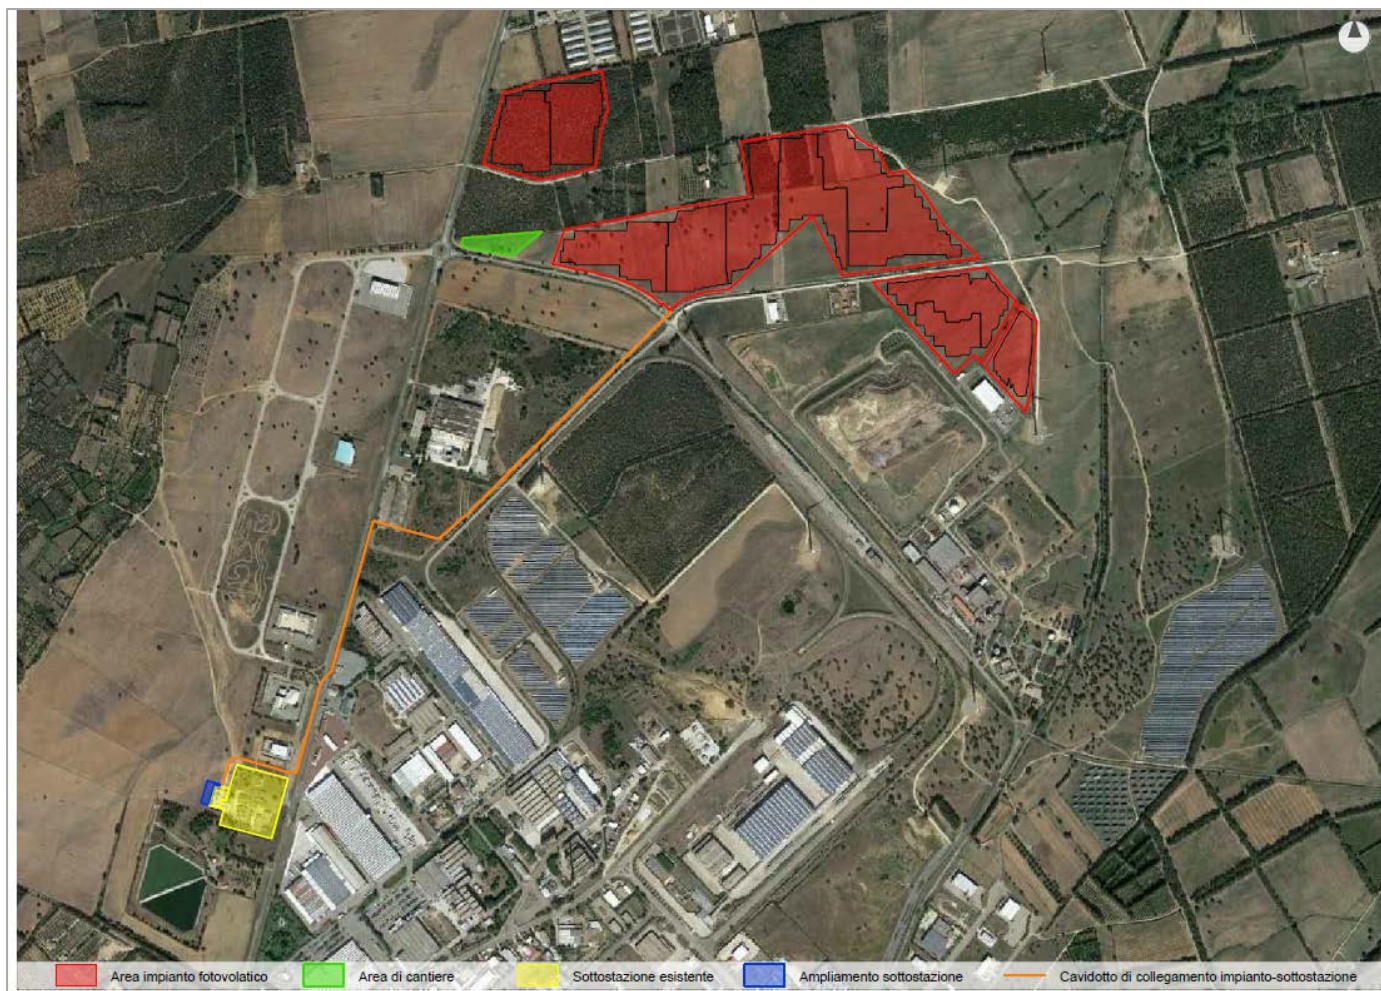 Area impianto fotovolatico
Area di cantiere
Sottostazione esistente
Ampliamento sottostazione
Cavidotto di collegamento impianto-sottostazione